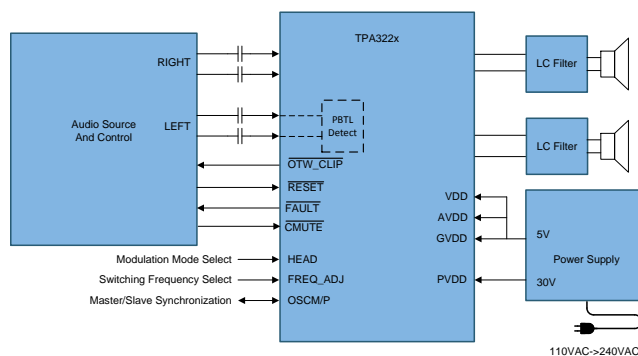 TPA322x
RIGHT
LEFT
Audio Source
And Control
PBTL
Detect
LC Filter
LC Filter
OTW_CLIP
RESET
FAULT
CMUTE
VDD
AVDD
GVDD
PVDD
5V
30V
Power Supply
Modulation Mode Select
HEAD
Switching Frequency Select
FREQ_ADJ
Master/Slave Synchronization
OSCM/P
110VAC->240VAC